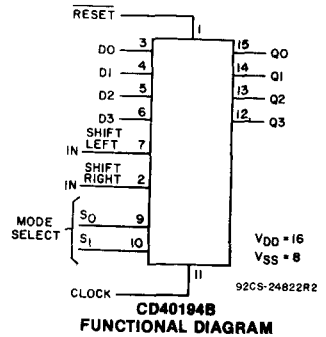 RESET
1
D0 3 15 Q0
D1 4 14 Q1
D2 5 13 Q2
D3 6 12 Q3
SHIFT
LEFT
IN 7
SHIFT
RIGHT
IN 2
MODE
SELECT
S0 9
S1 10
VDD = 16
VSS = 8
11
CLOCK
92CS-24822R2
CD40194B
FUNCTIONAL DIAGRAM